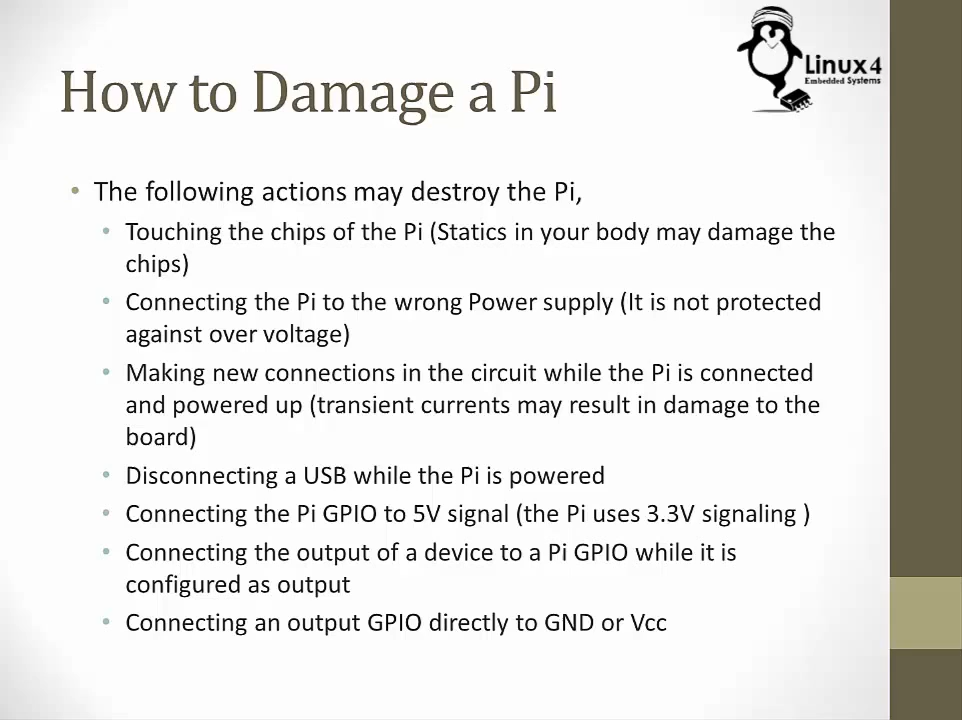 Linux 4
Embedded Systems
How to Damage a Pi
• The following actions may destroy the Pi,
• Touching the chips of the Pi (Statics in your body may damage the
chips)
• Connecting the Pi to the wrong Power supply (It is not protected
against over voltage)
• Making new connections in the circuit while the Pi is connected
and powered up (transient currents may result in damage to the
board)
• Disconnecting a USB while the Pi is powered
• Connecting the Pi GPIO to 5V signal (the Pi uses 3.3V signaling )
• Connecting the output of a device to a Pi GPIO while it is
configured as output
• Connecting an output GPIO directly to GND or Vcc